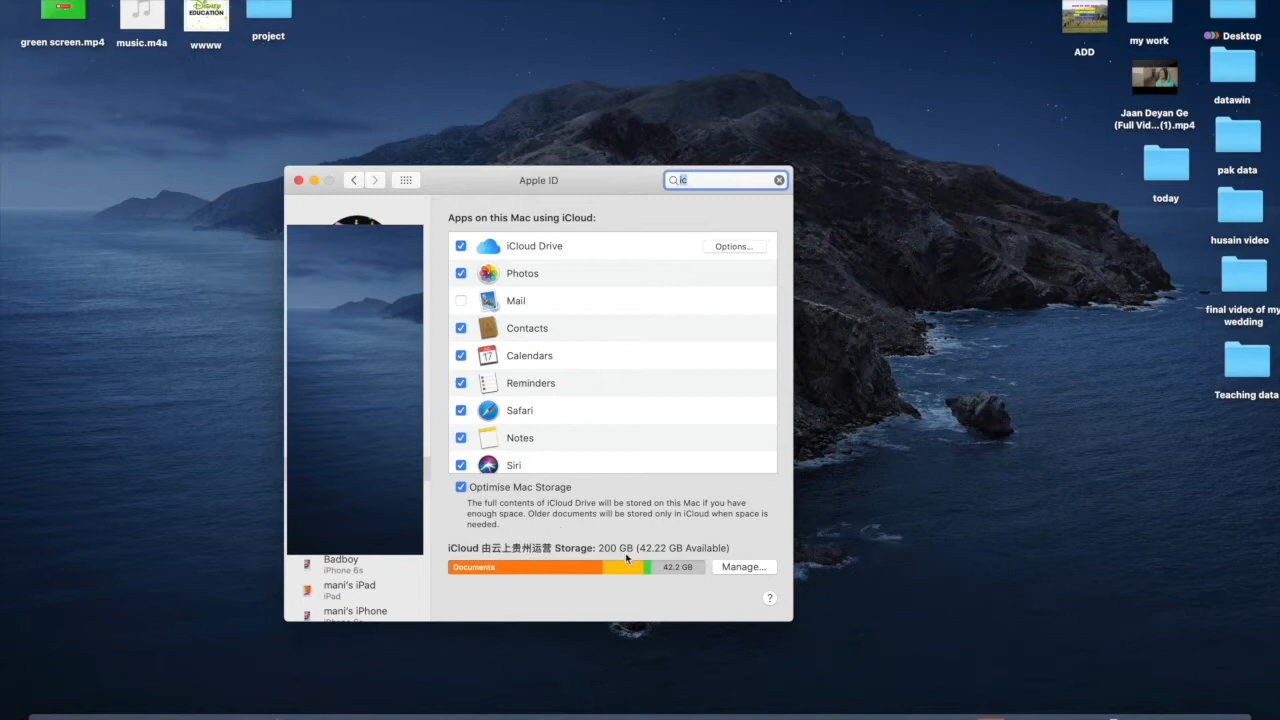 green screen.mp4
music.m4a
Disney
EDUCATION
wwww
project
ADD
my work
Desktop
Jaan Deyan Ge
(Full Vid...(1).mp4
datawin
pak data
today
husain video
final video of my
wedding
Teaching data
Apple ID
ic
Apps on this Mac using iCloud:
iCloud Drive
Options...
Photos
Mail
Contacts
17
Calendars
Reminders
Safari
Notes
Siri
Optimise Mac Storage
The full contents of iCloud Drive will be stored on this Mac if you have
enough space. Older documents will be stored only in iCloud when space is
needed.
iCloud 由云上贵州运营 Storage: 200 GB (42.22 GB Available)
Documents
42.2 GB
Manage...
?
Badboy
iPhone 6s
mani's iPad
iPad
mani's iPhone
iPhone 6s